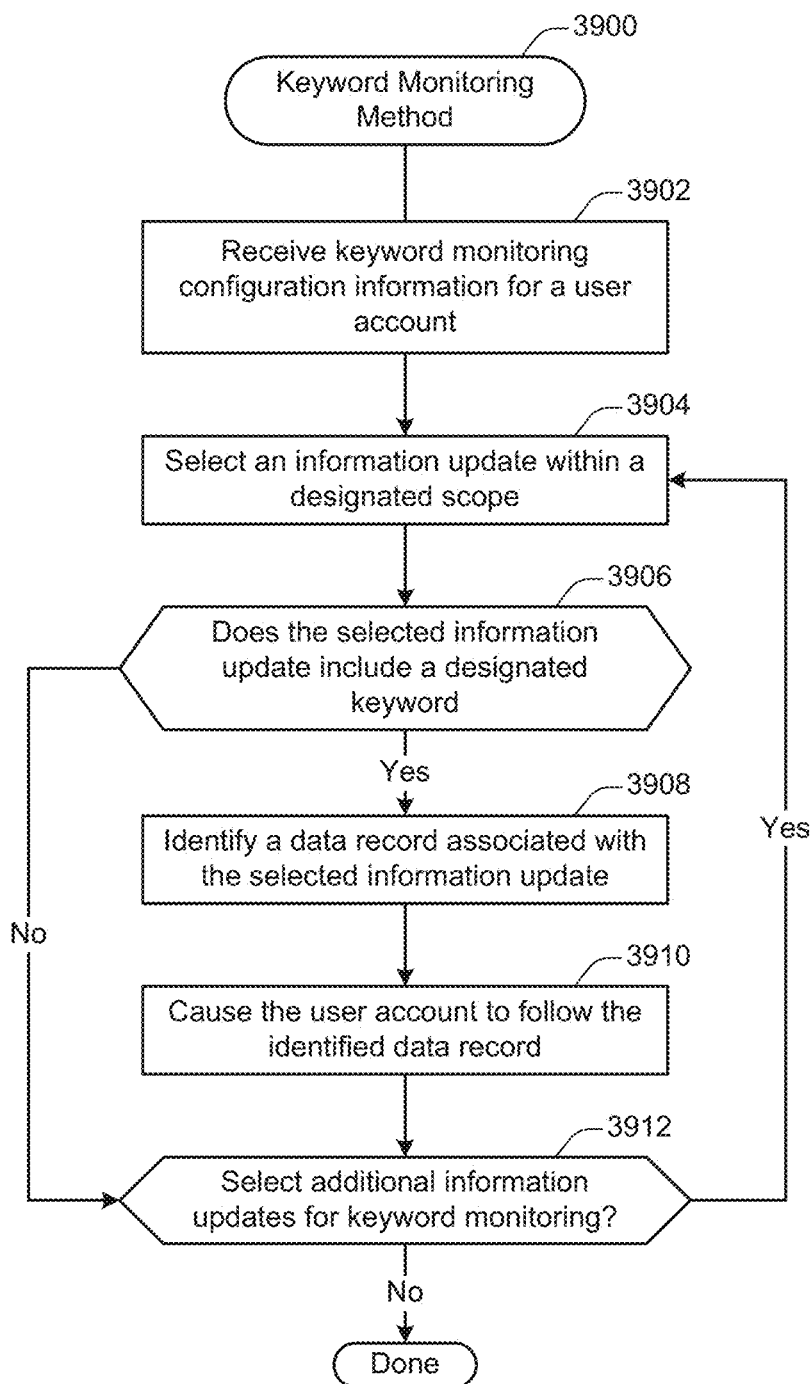 3900
Keyword Monitoring
Method
3902
Receive keyword monitoring
configuration information for a user
account
3904
Select an information update within a
designated scope
3906
Does the selected information
update include a designated
keyword
Yes
3908
Identify a data record associated with
the selected information update
Yes
No
3910
Cause the user account to follow the
identified data record
3912
Select additional information
updates for keyword monitoring?
No
Done